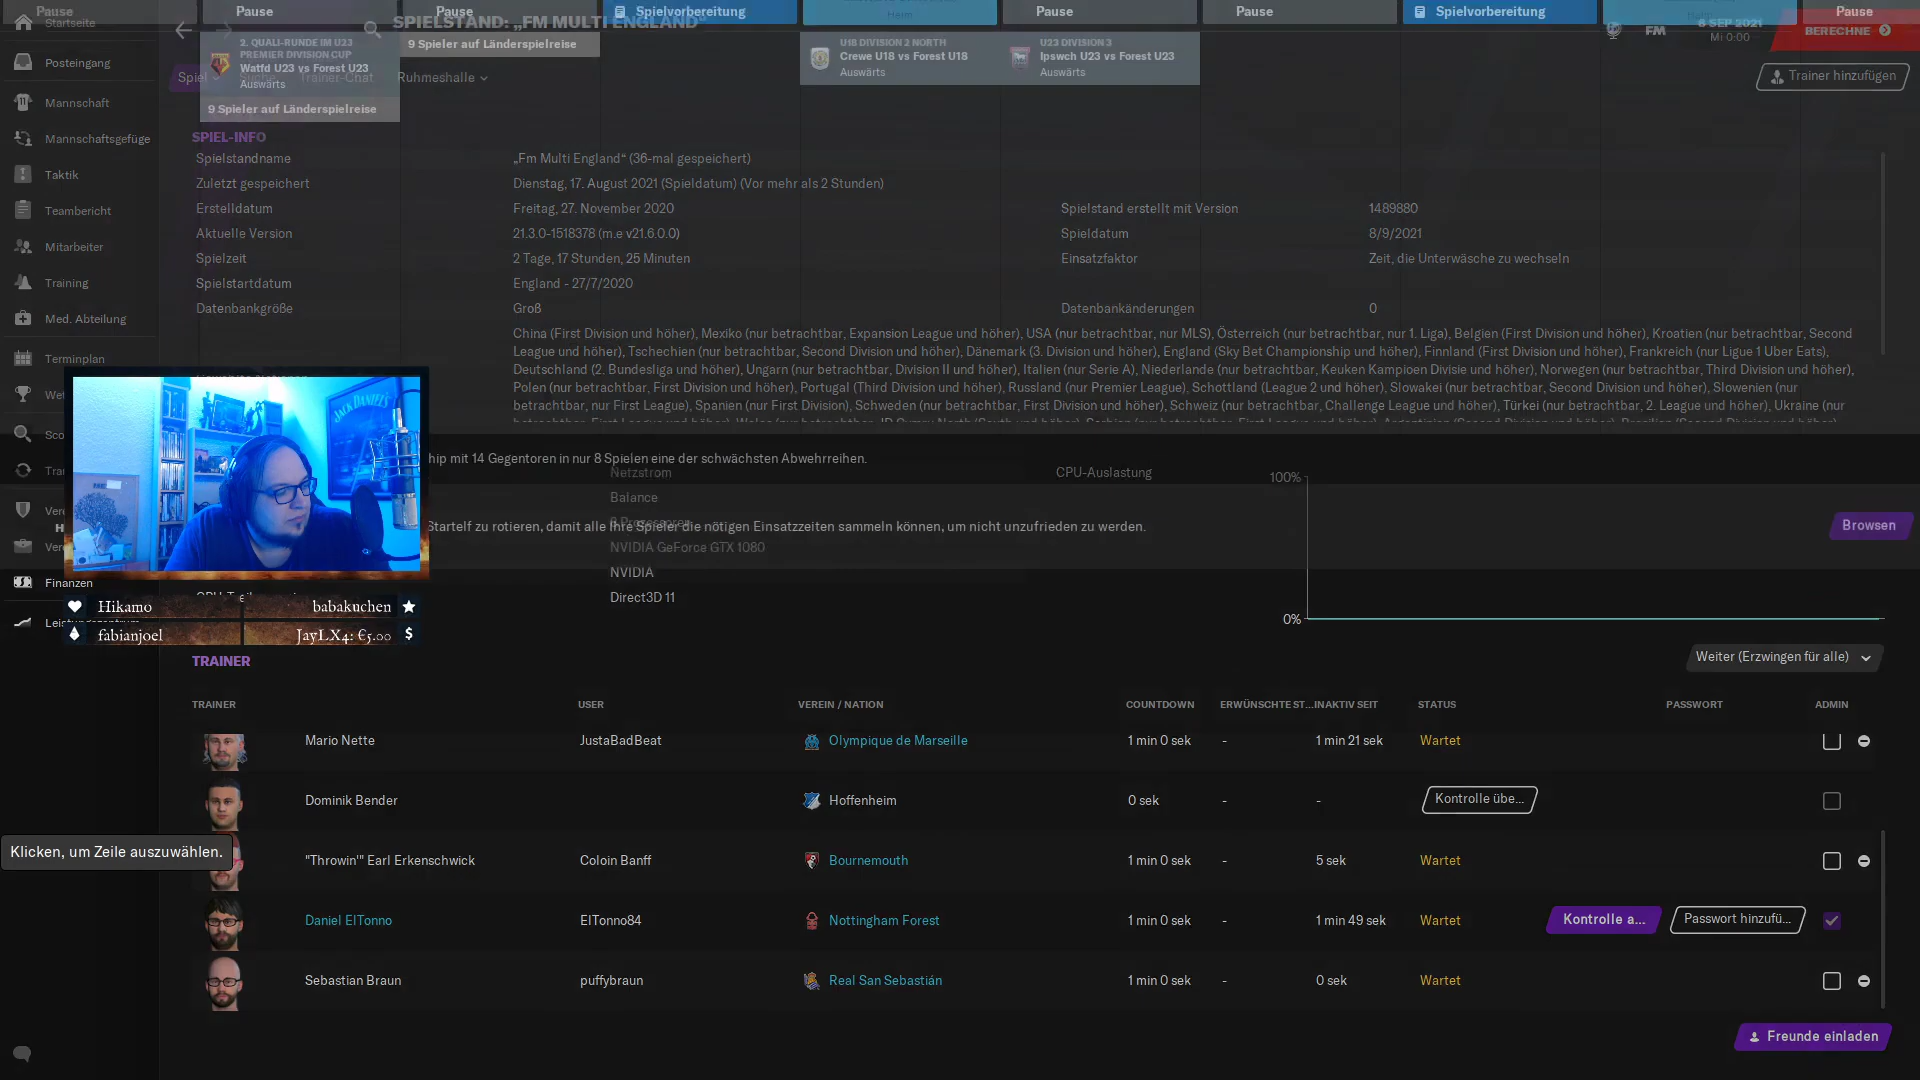 Pause
Pause
Pause
Spielvorbereitung
Heim
Pause
Pause
Spielvorbereitung
Heim
Pause
Startseite
SPIELSTAND: „FM MULTI ENGLAND“
8 SEP 2021
Mi 0:00
FM
BERECHNE
2. QUALI-RUNDE IM U23
PREMIER DIVISION CUP
Watfd U23 vs Forest U23
Auswärts
9 Spieler auf Länderspielreise
9 Spieler auf Länderspielreise
U18 DIVISION 2 NORTH
Crewe U18 vs Forest U18
Auswärts
U23 DIVISION 3
Ipswch U23 vs Forest U23
Auswärts
Spiel
Trainer-Chat
Ruhmeshalle
Trainer hinzufügen
Posteingang
Mannschaft
Mannschaftsgefüge
Taktik
Teambericht
Mitarbeiter
Training
Med. Abteilung
Terminplan
Finanzen
SPIEL-INFO
Spielstandname
„Fm Multi England“ (36-mal gespeichert)
Zuletzt gespeichert
Dienstag, 17. August 2021 (Spieldatum) (Vor mehr als 2 Stunden)
Erstelldatum
Freitag, 27. November 2020
Spielstand erstellt mit Version
1489880
Aktuelle Version
21.3.0-1518378 (m.e v21.6.0.0)
Spieldatum
8/9/2021
Spielzeit
2 Tage, 17 Stunden, 25 Minuten
Einsatzfaktor
Zeit, die Unterwäsche zu wechseln
Spielstartdatum
England - 27/7/2020
Datenbankgröße
Groß
Datenbankänderungen
0
China (First Division und höher), Mexiko (nur betrachtbar, Expansion League und höher), USA (nur betrachtbar, nur MLS), Österreich (nur betrachtbar, nur 1. Liga), Belgien (First Division und höher), Kroatien (nur betrachtbar, Second
League und höher), Tschechien (nur betrachtbar, Second Division und höher), Dänemark (3. Division und höher), England (Sky Bet Championship und höher), Finnland (First Division und höher), Frankreich (nur Ligue 1 Uber Eats),
Deutschland (2. Bundesliga und höher), Ungarn (nur betrachtbar, Division II und höher), Italien (nur Serie A), Niederlande (nur betrachtbar, Keuken Kampioen Divisie und höher), Norwegen (nur betrachtbar, Third Division und höher),
Polen (nur betrachtbar, First Division und höher), Portugal (Third Division und höher), Russland (nur Premier League), Schottland (League 2 und höher), Slowakei (nur betrachtbar, Second Division und höher), Slowenien (nur
betrachtbar, nur First League), Spanien (nur First Division), Schweden (nur betrachtbar, First Division und höher), Schweiz (nur betrachtbar, Challenge League und höher), Türkei (nur betrachtbar, 2. League und höher), Ukraine (nur
hip mit 14 Gegentoren in nur 8 Spielen eine der schwächsten Abwehrreihen.
Netzstrom
CPU-Auslastung
100%
Balance
Startelf zu rotieren, damit alle Ihre Spieler die nötigen Einsatzzeiten sammeln können, um nicht unzufrieden zu werden.
Browsen
NVIDIA GeForce GTX 1080
NVIDIA
Direct3D 11
0%
JACK DANIEL'S
Hikamo
babakuchen
fabianjoel
JayLX4: €5.00
TRAINER
Weiter (Erzwingen für alle)
TRAINER USER VEREIN / NATION COUNTDOWN ERWÜNSCHTE ST... INAKTIV SEIT STATUS PASSWORT ADMIN
Mario Nette JustaBadBeat Olympique de Marseille 1 min 0 sek - 1 min 21 sek Wartet
Dominik Bender Hoffenheim 0 sek - - Kontrolle übe...
Klicken, um Zeile auszuwählen.
"Throwin'" Earl Erkenschwick Coloin Banff Bournemouth 1 min 0 sek - 5 sek Wartet
Daniel ElTonno ElTonno84 Nottingham Forest 1 min 0 sek - 1 min 49 sek Wartet Kontrolle a... Passwort hinzufü...
Sebastian Braun puffybraun Real San Sebastián 1 min 0 sek - 0 sek Wartet
Freunde einladen